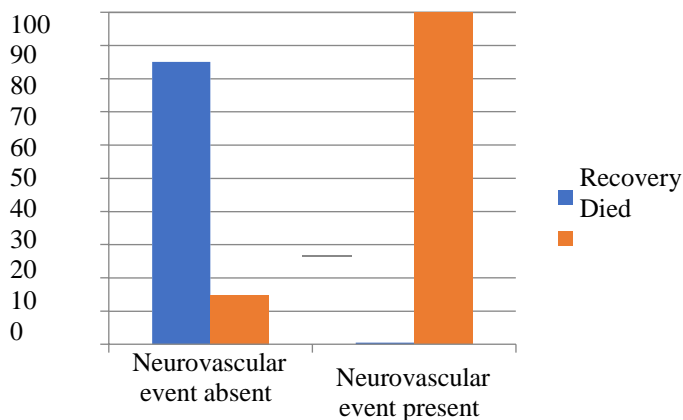 100
90
80
70
60
50
40
30
20
10
0
Recovery
Died
Neurovascular
event absent
Neurovascular
event present